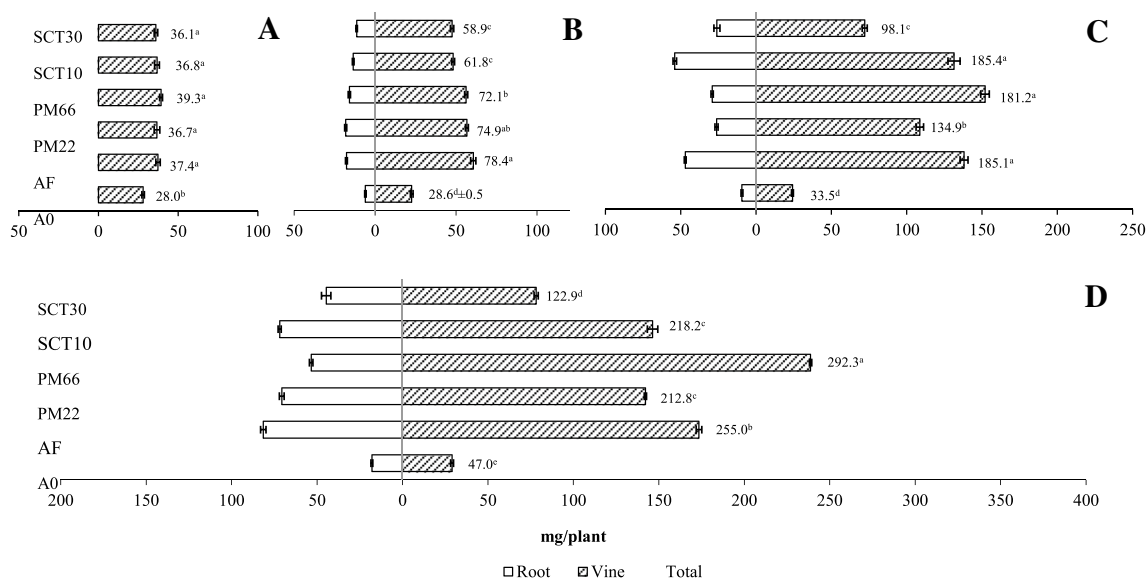 A
B
C
SCT30 36.1ᵃ 58.9ᶜ 98.1ᶜ
SCT10 36.8ᵃ 61.8ᶜ 185.4ᵃ
PM66 39.3ᵃ 72.1ᵇ 181.2ᵃ
PM22 36.7ᵃ 74.9ᵃᵇ 134.9ᵇ
AF 37.4ᵃ 78.4ᵃ 185.1ᵃ
A0 28.0ᵇ 28.6ᵈ±0.5 33.5ᵈ
100 50 0 50 100
100 50 0 50 100
100 50 0 50 100 150 200 250
D
SCT30 122.9ᵈ
SCT10 218.2ᶜ
PM66 292.3ᵃ
PM22 212.8ᶜ
AF 255.0ᵇ
A0 47.0ᵉ
200 150 100 50 0 50 100 150 200 250 300 350 400
mg/plant
Root Vine Total